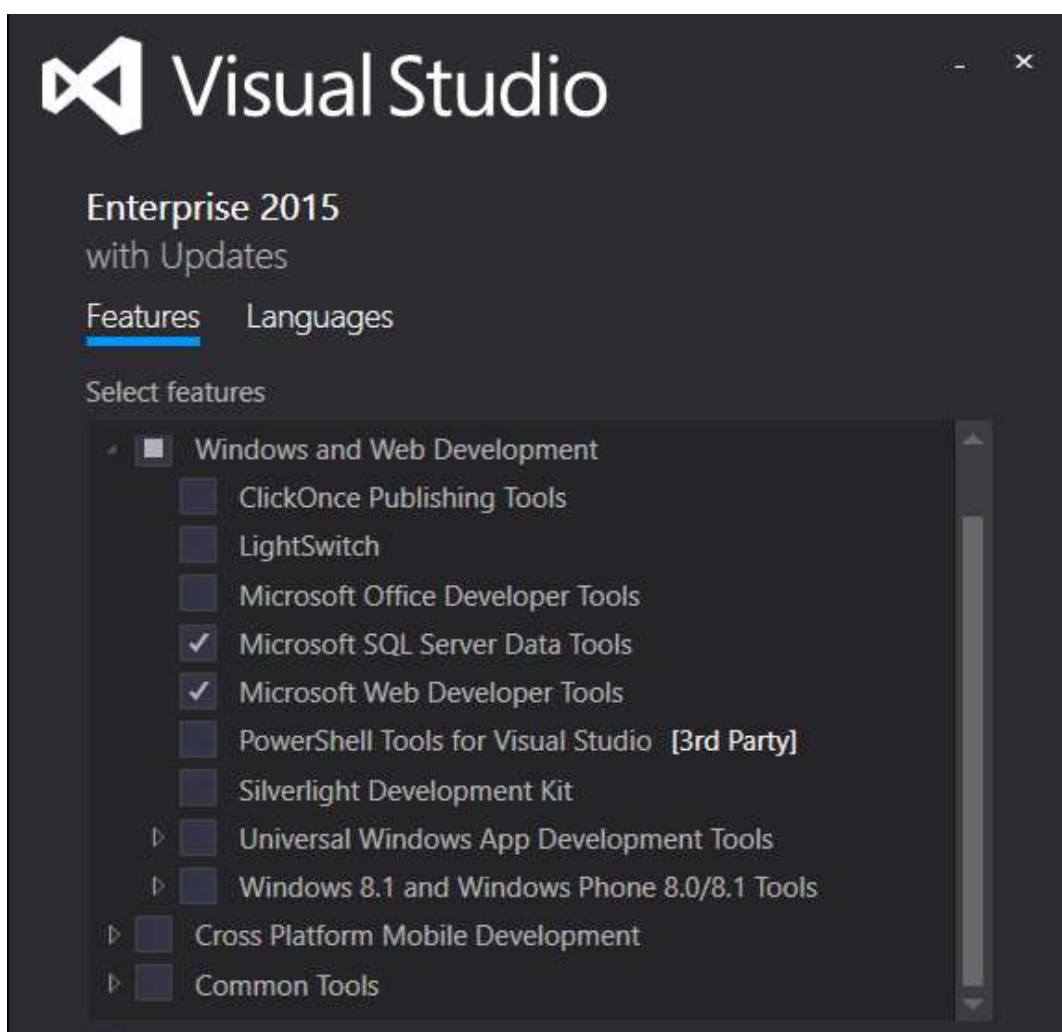 Visual Studio
Enterprise 2015
with Updates
Features Languages
Select features
Windows and Web Development
ClickOnce Publishing Tools
LightSwitch
Microsoft Office Developer Tools
Microsoft SQL Server Data Tools
Microsoft Web Developer Tools
PowerShell Tools for Visual Studio [3rd Party]
Silverlight Development Kit
Universal Windows App Development Tools
Windows 8.1 and Windows Phone 8.0/8.1 Tools
Cross Platform Mobile Development
Common Tools